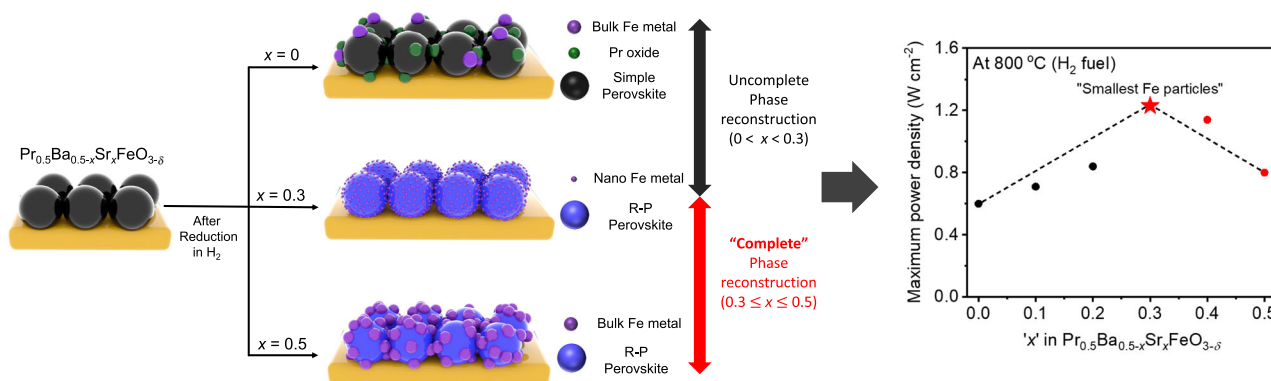 Pr0.5Ba0.5-xSrxFeO3-δ
After
Reduction
in H2
x = 0
x = 0.3
x = 0.5
Bulk Fe metal
Pr oxide
Simple
Perovskite
Nano Fe metal
R-P
Perovskite
Bulk Fe metal
R-P
Perovskite
Uncomplete
Phase
reconstruction
(0 < x < 0.3)
“Complete”
Phase
reconstruction
(0.3 ≤ x ≤ 0.5)
At 800 °C (H2 fuel)
"Smallest Fe particles"
Maximum power density (W cm-2)
1.6
1.2
0.8
0.4
0.0
0.0 0.1 0.2 0.3 0.4 0.5
'x' in Pr0.5Ba0.5-xSrxFeO3-δ